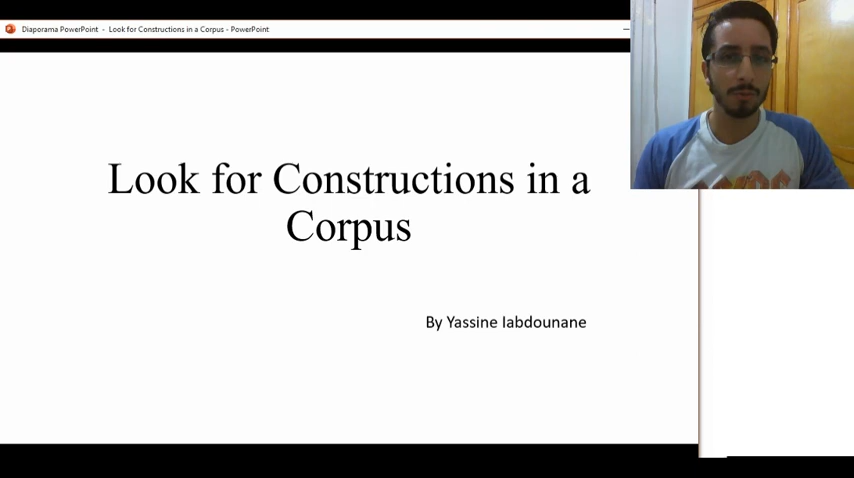 Diaporama PowerPoint - Look for Constructions in a Corpus - PowerPoint
Look for Constructions in a
Corpus
By Yassine Iabdounane